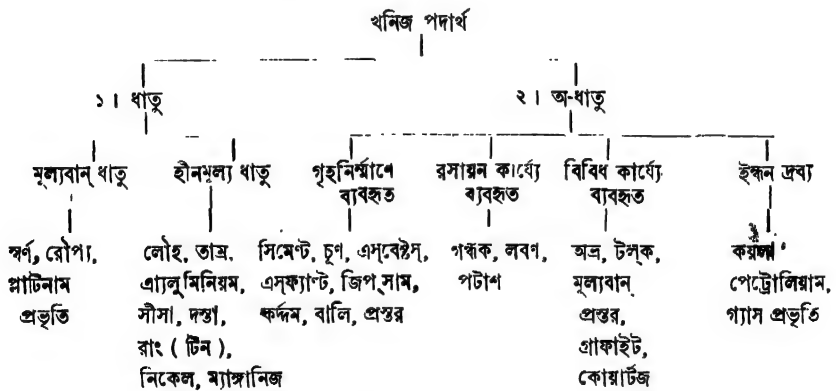 খনিজ পদার্থ
১। ধাতু
২। অ-ধাতু
মূল্যবান্ ধাতু
হীনমূল্য ধাতু
গৃহনির্ম্মাণে ব্যবহৃত
রসায়ন কার্য্যে ব্যবহৃত
বিবিধ কার্য্যে ব্যবহৃত
ইন্ধন দ্রব্য
স্বর্ণ, রৌপ্য,
প্লাটিনাম
প্রভৃতি
লৌহ, তাম্র,
এ্যালুমিনিয়ম,
সীসা, দস্তা,
রাং ( টিন ),
নিকেল, ম্যাঙ্গানিজ
সিমেণ্ট, চূণ, এস্‌বেষ্টস্,
এস্‌ফ্যাণ্ট, জিপ্‌সাম,
কর্দ্দম, বালি, প্রস্তর
গন্ধক, লবণ,
পটাশ
অভ্র, টল্‌ক,
মূল্যবান্
প্রস্তর,
গ্রাফাইট,
কোয়ার্টজ
কয়লা
পেট্রোলিয়াম,
গ্যাস প্রভৃতি